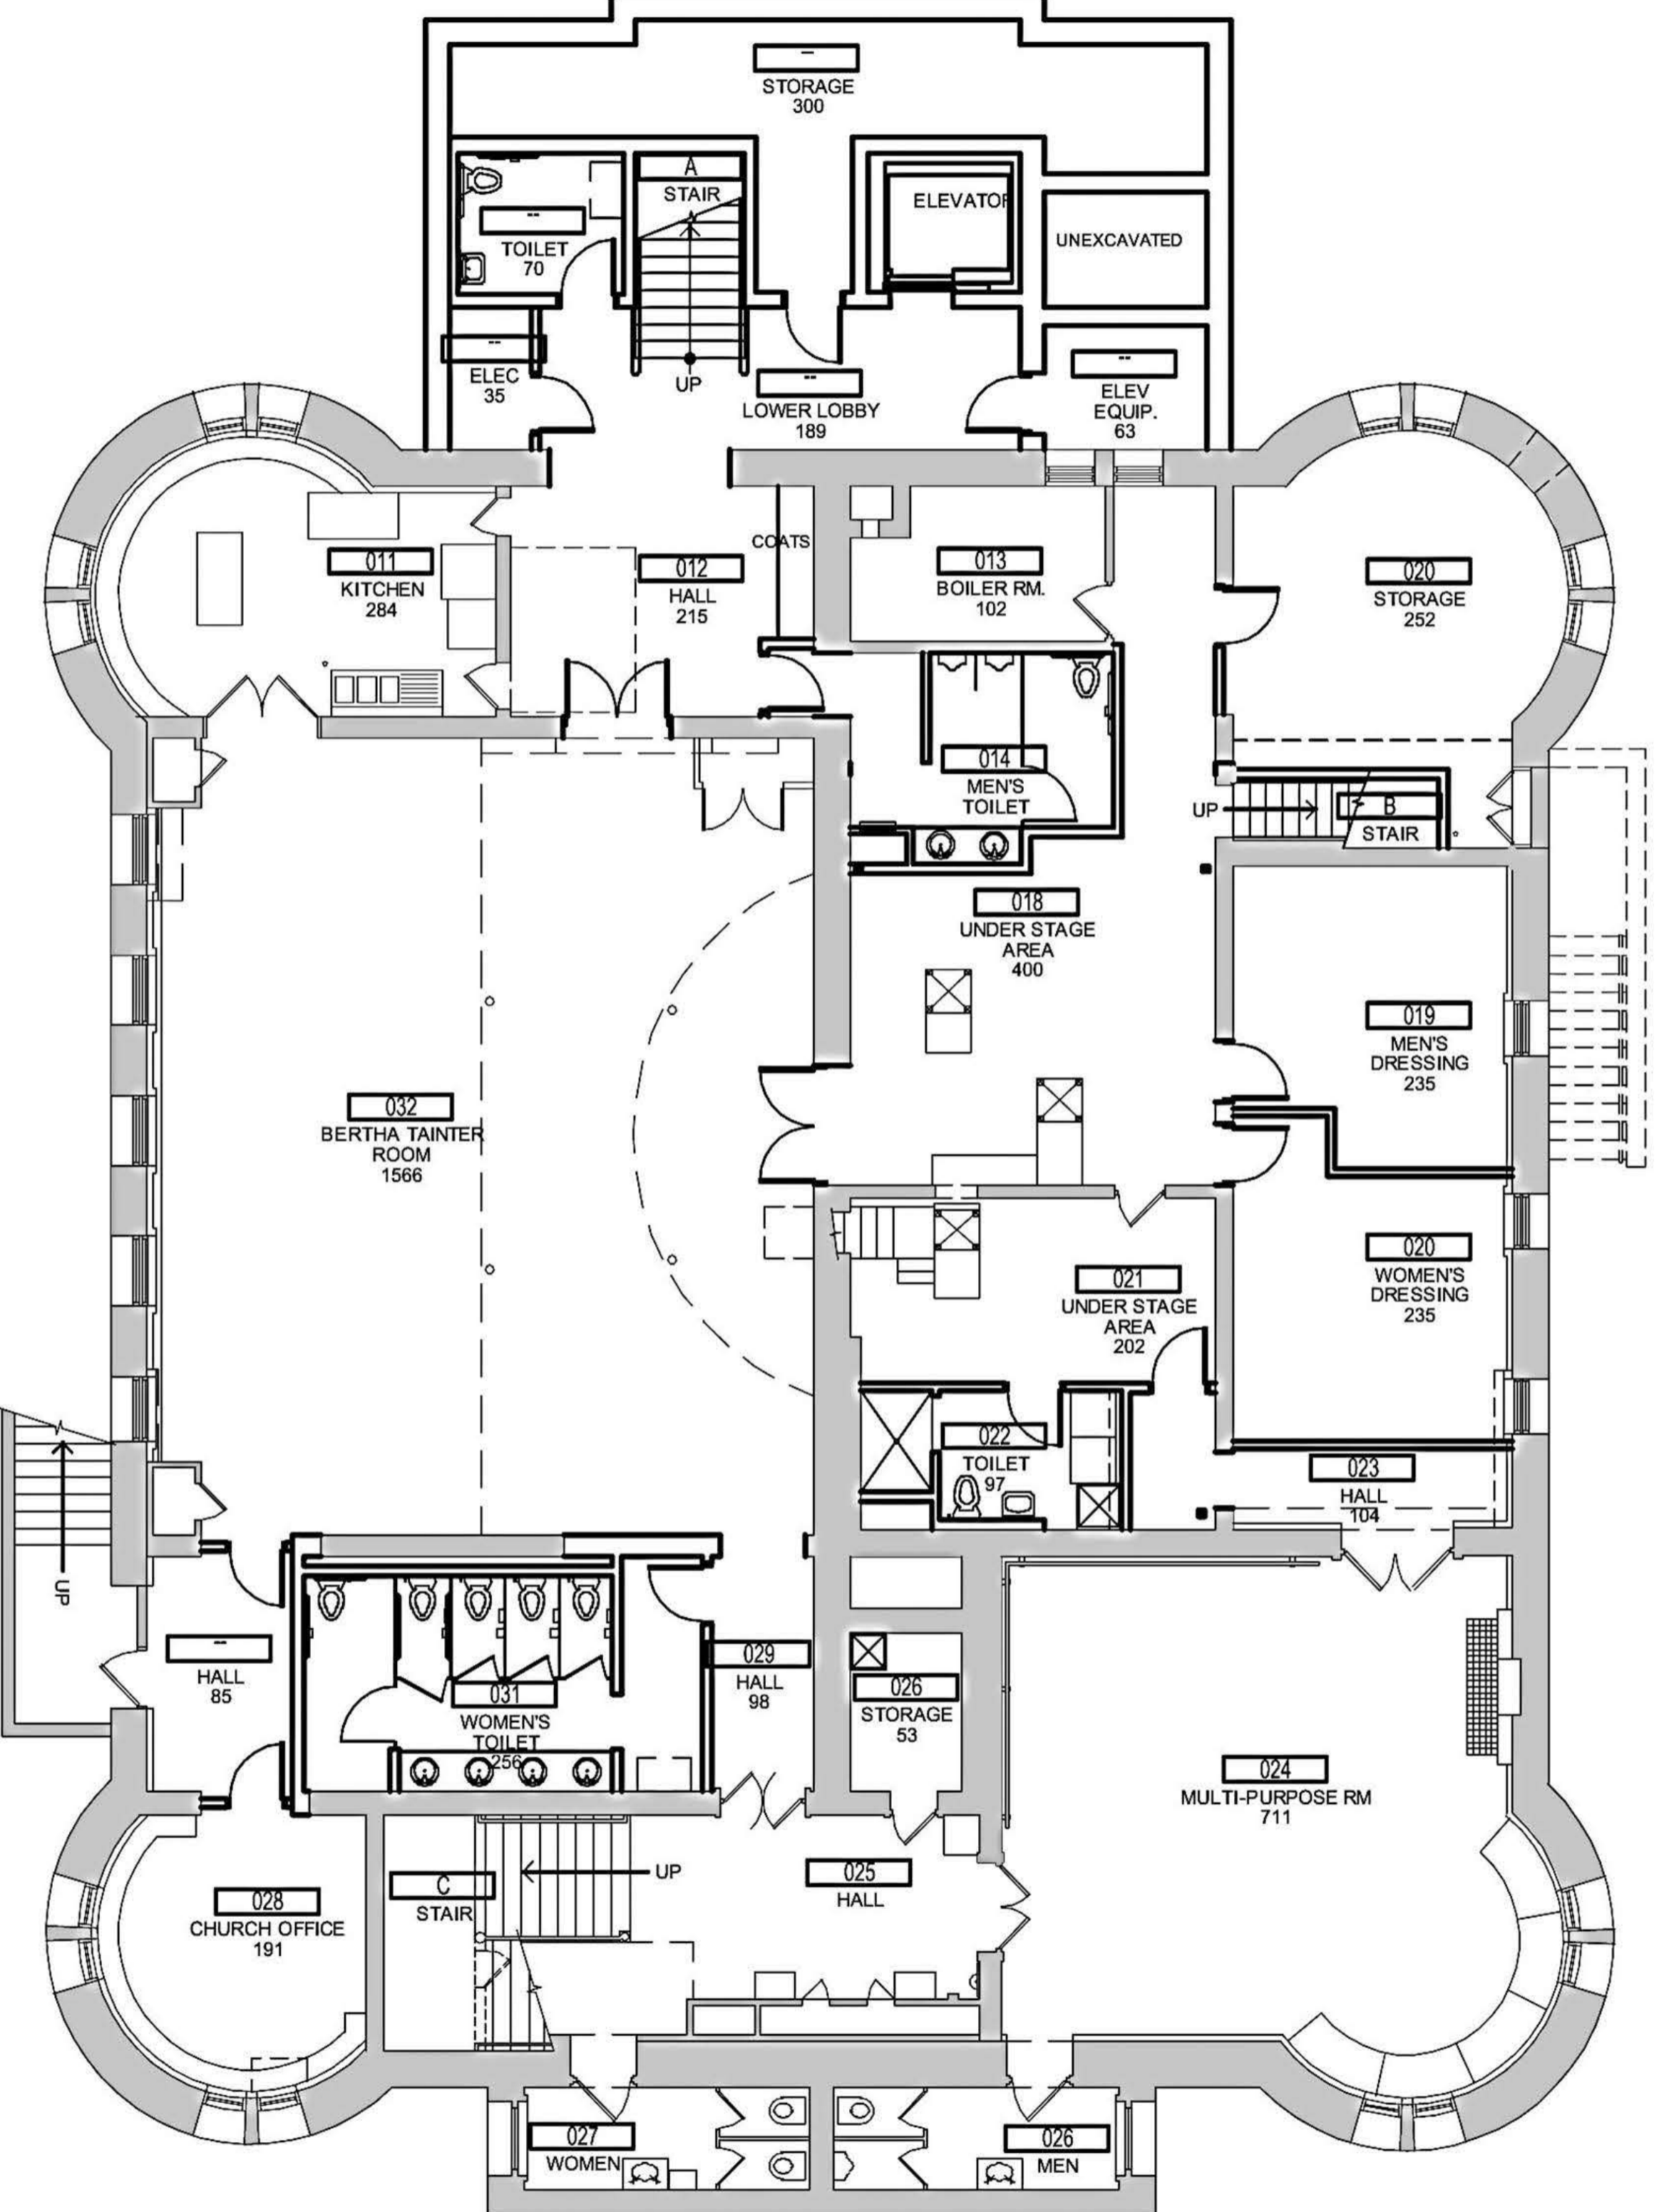 --
STORAGE
300
A
STAIR
ELEVATOR
UNEXCAVATED
--
TOILET
70
--
ELEC
35
UP
--
LOWER LOBBY
189
--
ELEV
EQUIP.
63
COATS
011
KITCHEN
284
012
HALL
215
013
BOILER RM.
102
020
STORAGE
252
014
MEN'S
TOILET
UP
B
STAIR
018
UNDER STAGE
AREA
400
019
MEN'S
DRESSING
235
032
BERTHA TAINTER
ROOM
1566
020
WOMEN'S
DRESSING
235
021
UNDER STAGE
AREA
202
022
TOILET
97
023
HALL
104
UP
--
HALL
85
031
WOMEN'S
TOILET
256
029
HALL
98
026
STORAGE
53
024
MULTI-PURPOSE RM
711
C
STAIR
UP
025
HALL
028
CHURCH OFFICE
191
027
WOMEN
026
MEN